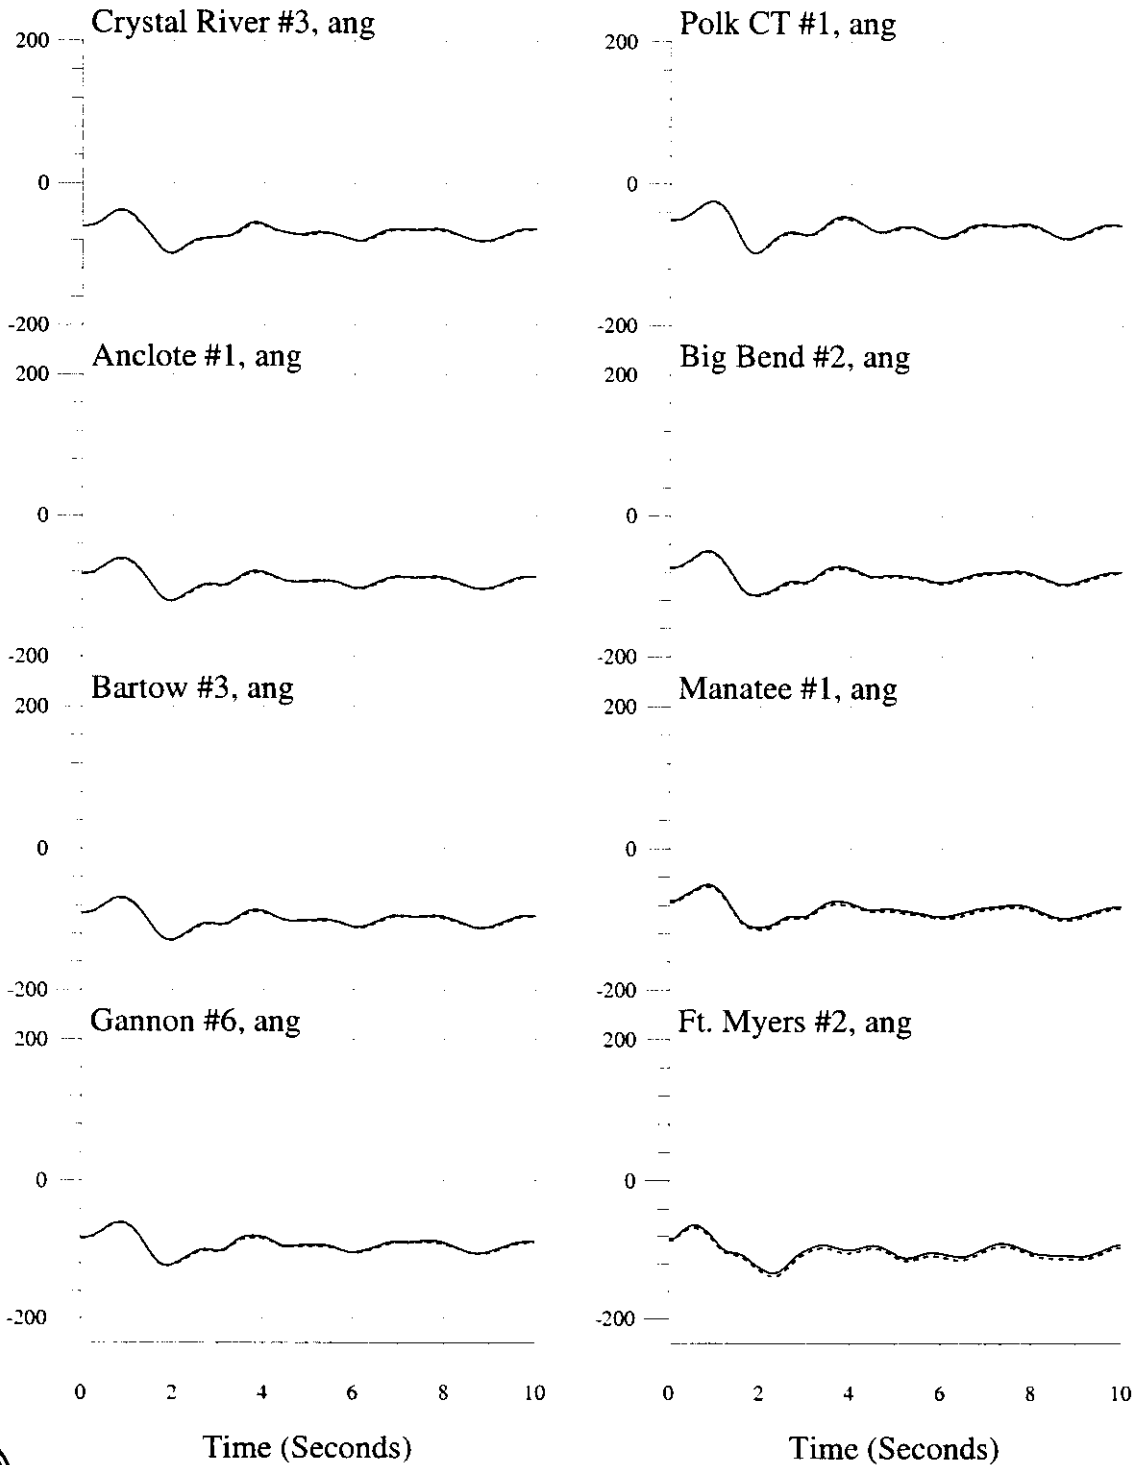 Crystal River #3, ang
200
0
-200
Anclote #1, ang
200
0
-200
Bartow #3, ang
200
0
-200
Gannon #6, ang
200
0
-200
0 2 4 6 8 10
Time (Seconds)
Polk CT #1, ang
200
0
-200
Big Bend #2, ang
200
0
-200
Manatee #1, ang
200
0
-200
Ft. Myers #2, ang
200
0
-200
0 2 4 6 8 10
Time (Seconds)